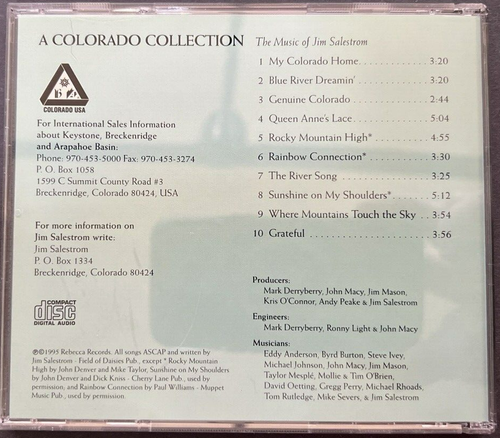 A COLORADO COLLECTION The Music of Jim Salestrom
COLORADO USA
For International Sales Information
about Keystone, Breckenridge
and Arapahoe Basin:
Phone: 970-453-5000 Fax: 970-453-3274
P. O. Box 1058
1599 C Summit County Road #3
Breckenridge, Colorado 80424, USA
For more information on
Jim Salestrom write:
Jim Salestrom
P. O. Box 1334
Breckenridge, Colorado 80424
COMPACT
disc
DIGITAL AUDIO
℗©1995 Rebecca Records. All songs ASCAP and written by
Jim Salestrom - Field of Daisies Pub., except * Rocky Mountain
High by John Denver and Mike Taylor, Sunshine on My Shoulders
by John Denver and Dick Kniss - Cherry Lane Pub., used by
permission; and Rainbow Connection by Paul Williams - Muppet
Music Pub., used by permission.
1 My Colorado Home. . . . . . . . . . . . 3:20
2 Blue River Dreamin' . . . . . . . . . . . 3:20
3 Genuine Colorado . . . . . . . . . . . . 2:44
4 Queen Anne's Lace . . . . . . . . . . . 5:04
5 Rocky Mountain High* . . . . . . . . 4:55
6 Rainbow Connection* . . . . . . . . . 3:30
7 The River Song . . . . . . . . . . . . . . 3:25
8 Sunshine on My Shoulders* . . . . . 5:12
9 Where Mountains Touch the Sky . . 3:54
10 Grateful . . . . . . . . . . . . . . . . . . 3:56
Producers:
Mark Derryberry, John Macy, Jim Mason,
Kris O'Connor, Andy Peake & Jim Salestrom
Engineers:
Mark Derryberry, Ronny Light & John Macy
Musicians:
Eddy Anderson, Byrd Burton, Steve Ivey,
Michael Johnson, John Macy, Jim Mason,
Taylor Mesplé, Mollie & Tim O'Brien,
David Oetting, Gregg Perry, Michael Rhoads,
Tom Rutledge, Mike Severs, & Jim Salestrom